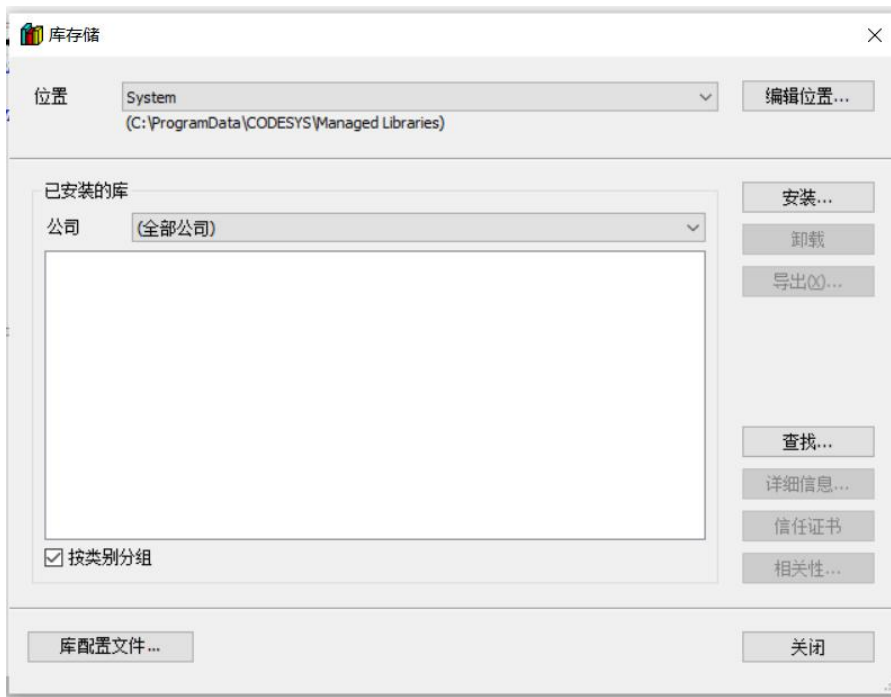 库存储
位置
System
编辑位置...
(C:\ProgramData\CODESYS\Managed Libraries)
已安装的库
公司
(全部公司)
安装...
卸载
导出(X)...
查找...
详细信息...
信任证书
相关性...
按类别分组
库配置文件...
关闭